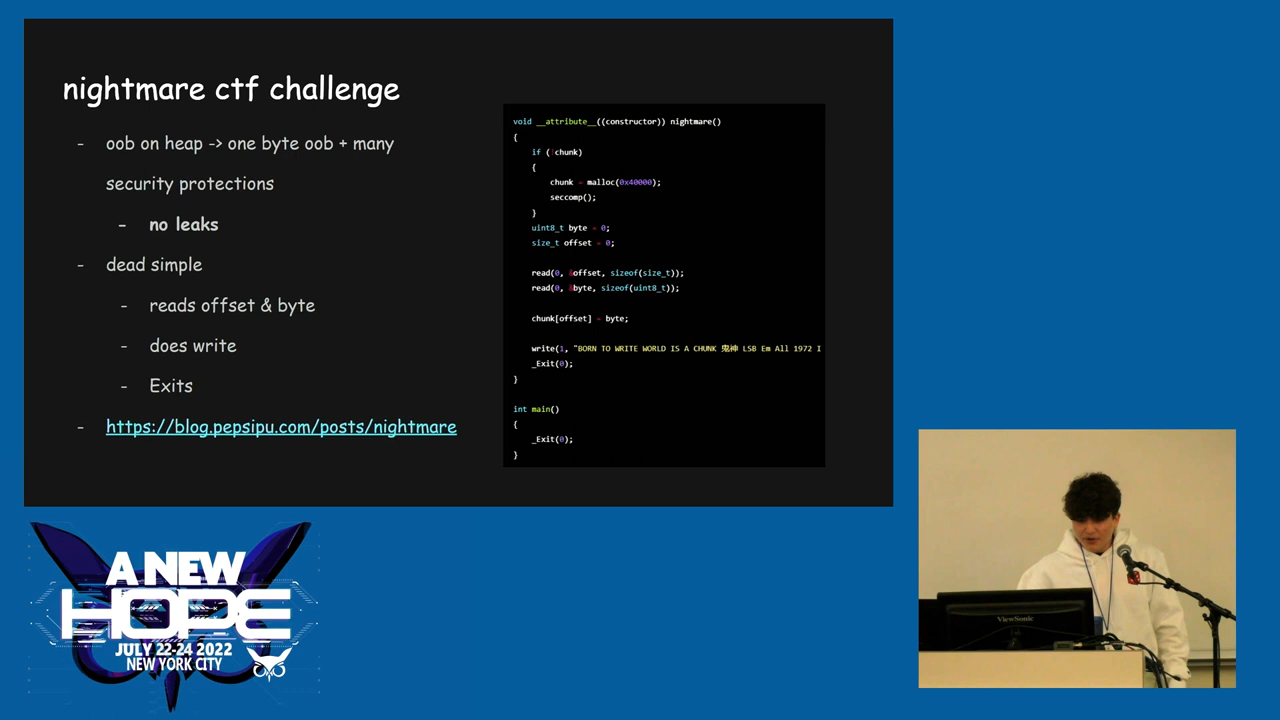 nightmare ctf challenge
- oob on heap -> one byte oob + many
security protections
- no leaks
- dead simple
- reads offset & byte
- does write
- Exits
- https://blog.pepsipu.com/posts/nightmare
void __attribute__((constructor)) nightmare()
{
if (!chunk)
{
chunk = malloc(0x40000);
seccomp();
}
uint8_t byte = 0;
size_t offset = 0;
read(0, &offset, sizeof(size_t));
read(0, &byte, sizeof(uint8_t));
chunk[offset] = byte;
write(1, "BORN TO WRITE WORLD IS A CHUNK 鬼神 LSB Em All 1972 I
_Exit(0);
}
int main()
{
_Exit(0);
}
A NEW
HOPE
JULY 22-24 2022
NEW YORK CITY
ViewSonic